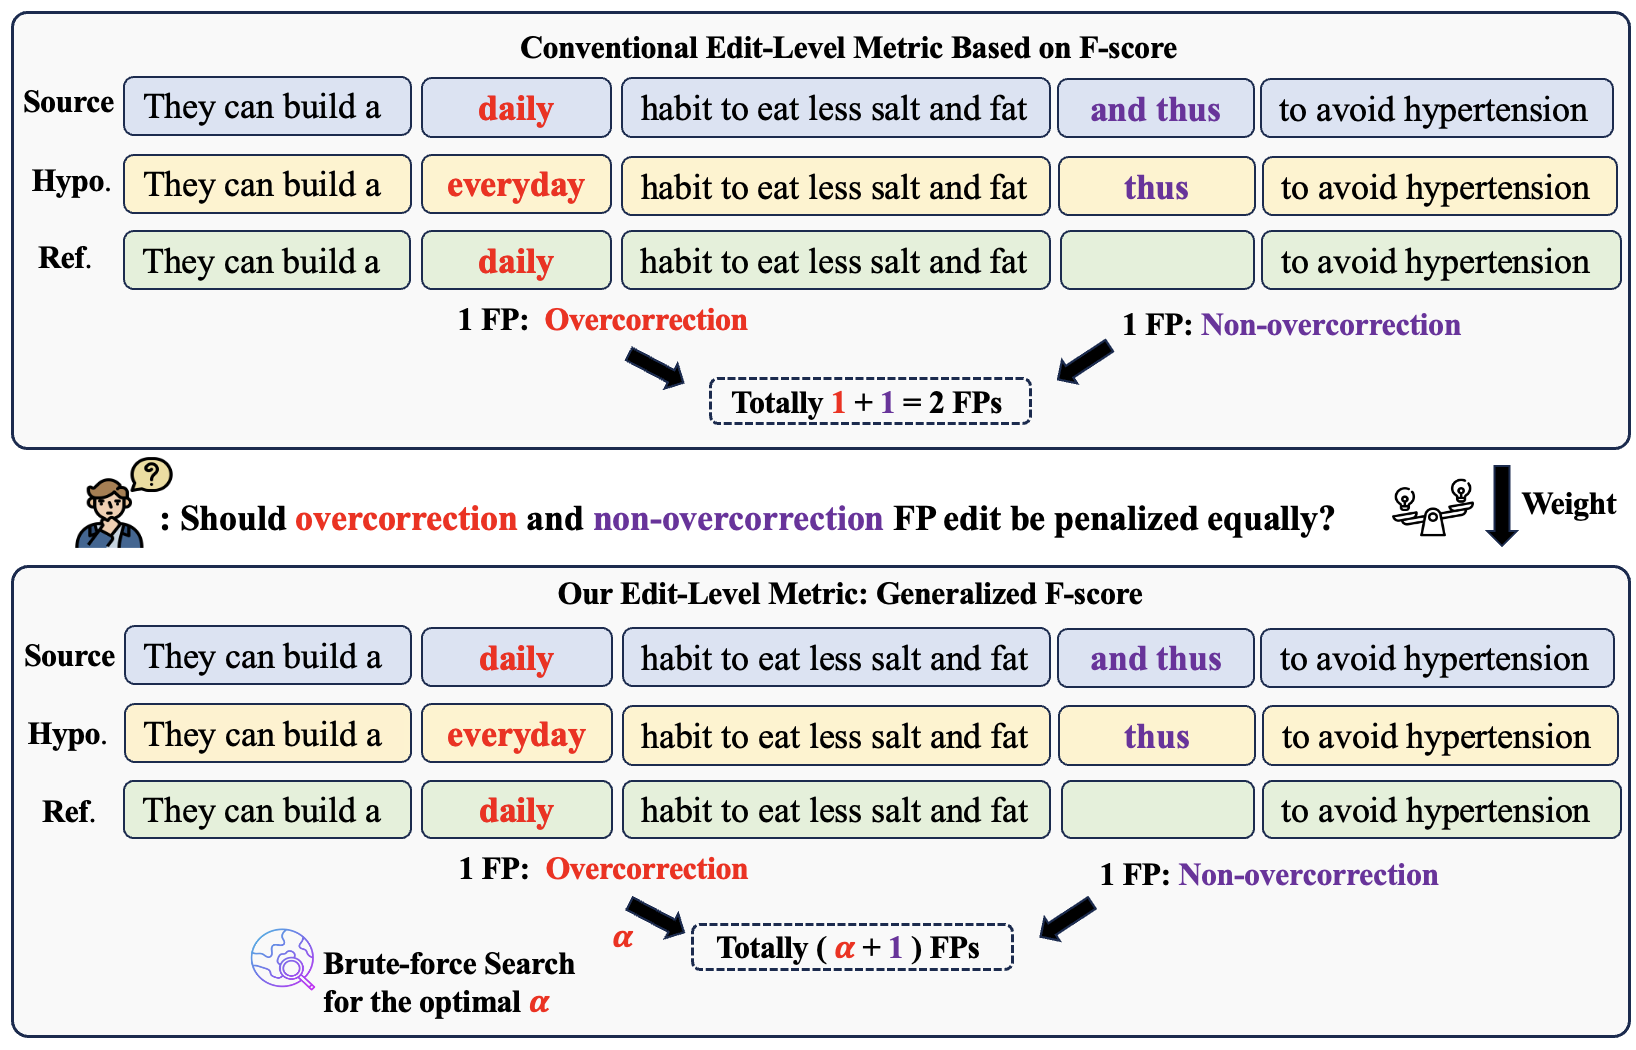 Conventional Edit-Level Metric Based on F-score
Source They can build a daily habit to eat less salt and fat and thus to avoid hypertension
Hypo. They can build a everyday habit to eat less salt and fat thus to avoid hypertension
Ref. They can build a daily habit to eat less salt and fat to avoid hypertension
1 FP: Overcorrection 1 FP: Non-overcorrection
Totally 1 + 1 = 2 FPs
?
: Should overcorrection and non-overcorrection FP edit be penalized equally? Weight
Our Edit-Level Metric: Generalized F-score
Source They can build a daily habit to eat less salt and fat and thus to avoid hypertension
Hypo. They can build a everyday habit to eat less salt and fat thus to avoid hypertension
Ref. They can build a daily habit to eat less salt and fat to avoid hypertension
1 FP: Overcorrection 1 FP: Non-overcorrection
α Totally ( α + 1 ) FPs
Brute-force Search
for the optimal α